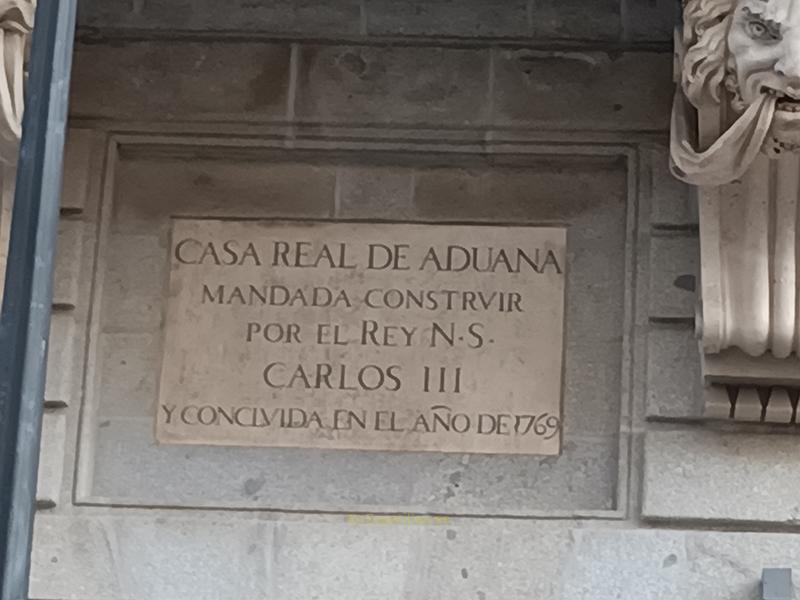 CASA REAL DE ADUANA
MANDADA CONSTRVIR
POR EL REY N·S·
CARLOS III
Y CONCLVIDA EN EL AÑO DE 1769